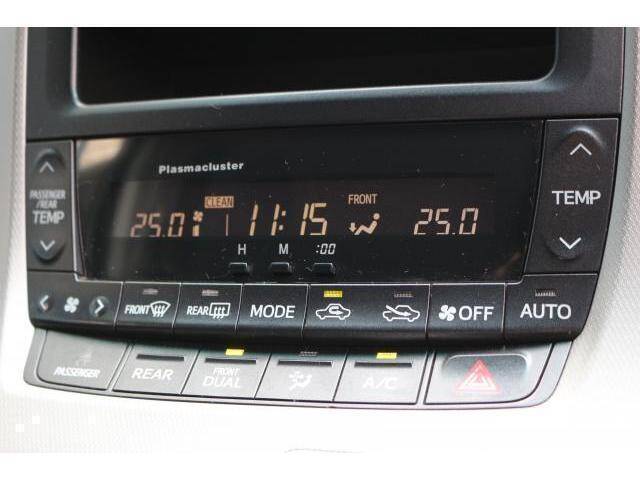 Plasmacluster
PASSENGER
/REAR
TEMP
25.0 CLEAN 11:15 FRONT 25.0
TEMP
H M :00
FRONT REAR MODE OFF AUTO
PASSENGER REAR FRONT
DUAL A/C